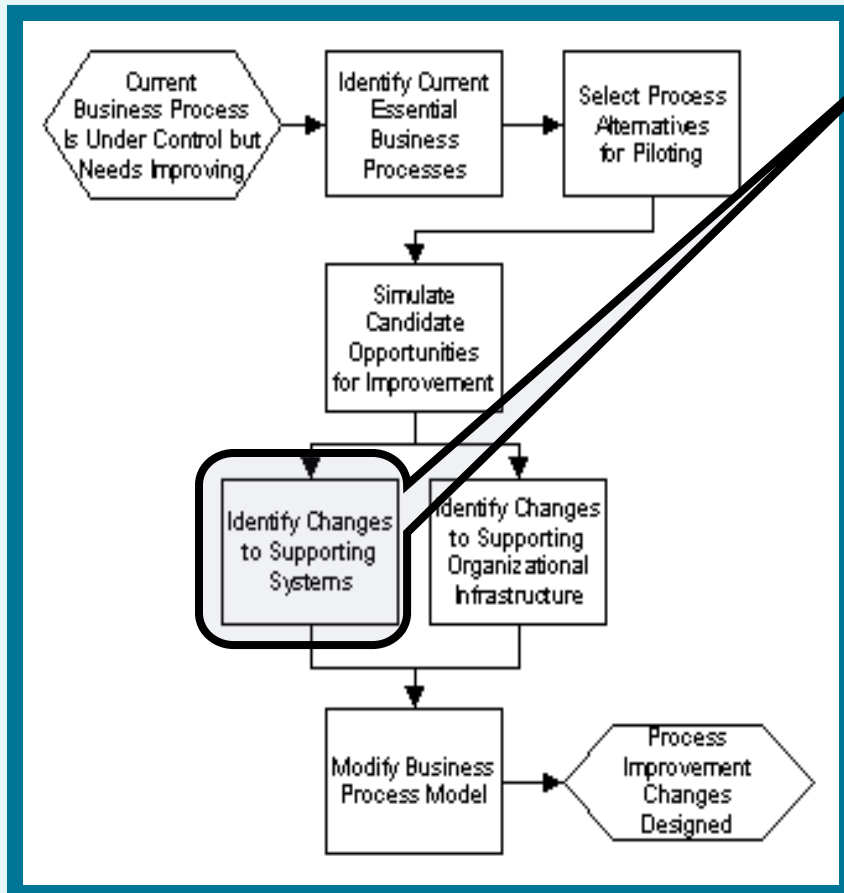 Current
Business Process
Is Under Control but
Needs Improving
Identify Current
Essential
Business
Processes
Select Process
Alternatives
for Piloting
Simulate
Candidate
Opportunities
for Improvement
Identify Changes
to Supporting
Systems
Identify Changes
to Supporting
Organizational
Infrastructure
Modify Business
Process Model
Process
Improvement
Changes
Designed